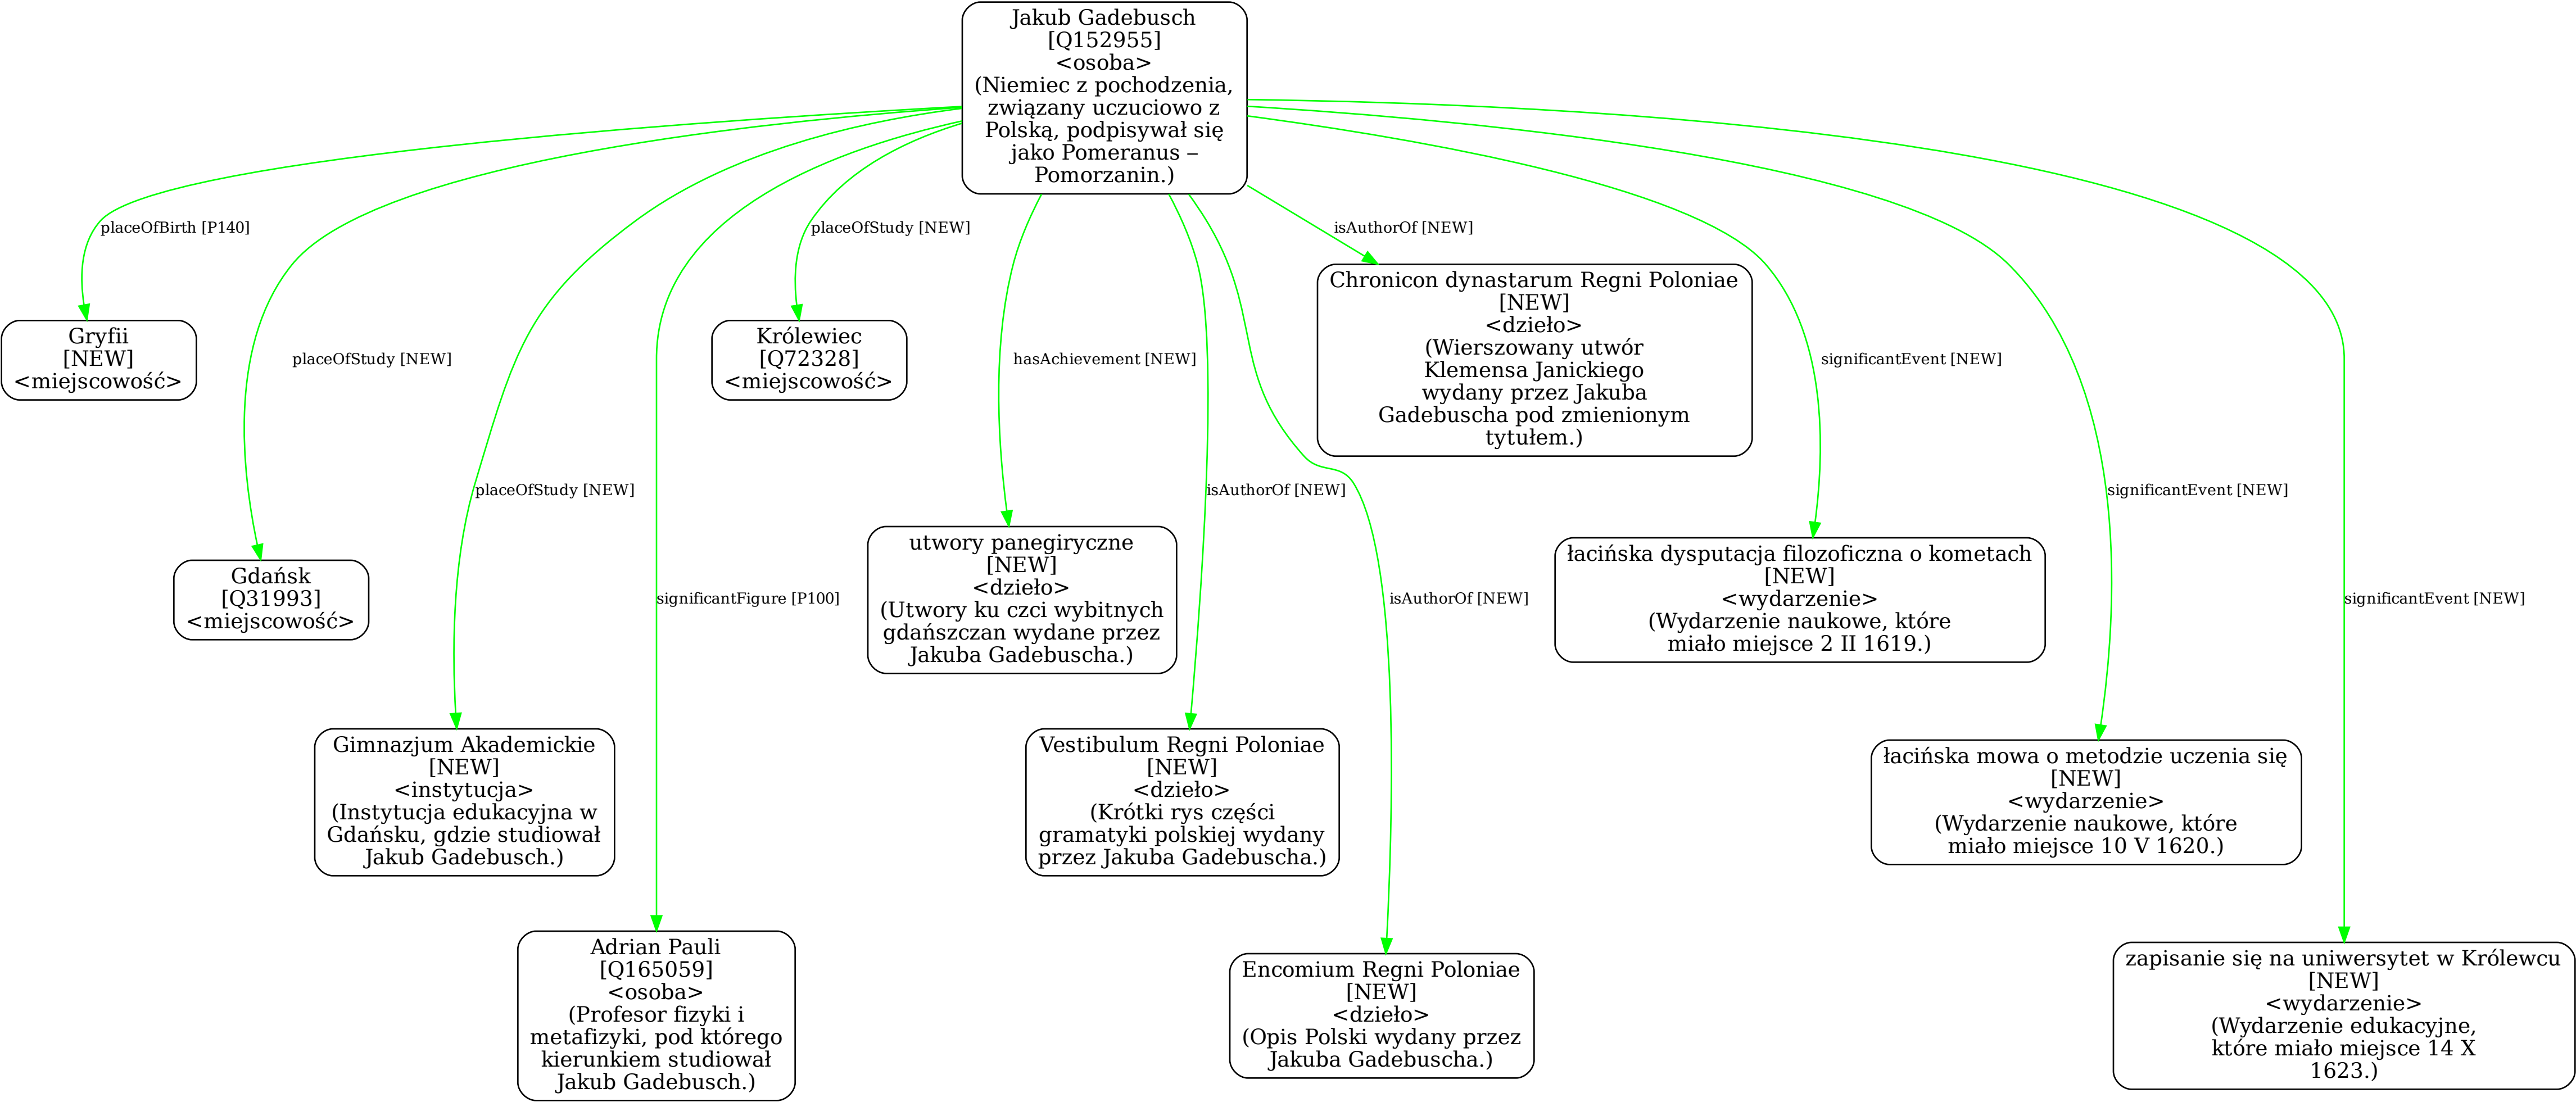 Jakub Gadebusch
[Q152955]
<osoba>
(Niemiec z pochodzenia,
związany uczuciowo z
Polską, podpisywał się
jako Pomeranus –
Pomorzanin.)
placeOfBirth [P140]
placeOfStudy [NEW]
isAuthorOf [NEW]
Gryfii
[NEW]
<miejscowość>
placeOfStudy [NEW]
Królewiec
[Q72328]
<miejscowość>
hasAchievement [NEW]
Chronicon dynastarum Regni Poloniae
[NEW]
<dzieło>
(Wierszowany utwór
Klemensa Janickiego
wydany przez Jakuba
Gadebuscha pod zmienionym
tytułem.)
significantEvent [NEW]
placeOfStudy [NEW]
isAuthorOf [NEW]
significantEvent [NEW]
Gdańsk
[Q31993]
<miejscowość>
significantFigure [P100]
utwory panegiryczne
[NEW]
<dzieło>
(Utwory ku czci wybitnych
gdańszczan wydane przez
Jakuba Gadebuscha.)
isAuthorOf [NEW]
łacińska dysputacja filozoficzna o kometach
[NEW]
<wydarzenie>
(Wydarzenie naukowe, które
miało miejsce 2 II 1619.)
significantEvent [NEW]
Gimnazjum Akademickie
[NEW]
<instytucja>
(Instytucja edukacyjna w
Gdańsku, gdzie studiował
Jakub Gadebusch.)
Vestibulum Regni Poloniae
[NEW]
<dzieło>
(Krótki rys części
gramatyki polskiej wydany
przez Jakuba Gadebuscha.)
łacińska mowa o metodzie uczenia się
[NEW]
<wydarzenie>
(Wydarzenie naukowe, które
miało miejsce 10 V 1620.)
Adrian Pauli
[Q165059]
<osoba>
(Profesor fizyki i
metafizyki, pod którego
kierunkiem studiował
Jakub Gadebusch.)
Encomium Regni Poloniae
[NEW]
<dzieło>
(Opis Polski wydany przez
Jakuba Gadebuscha.)
zapisanie się na uniwersytet w Królewcu
[NEW]
<wydarzenie>
(Wydarzenie edukacyjne,
które miało miejsce 14 X
1623.)